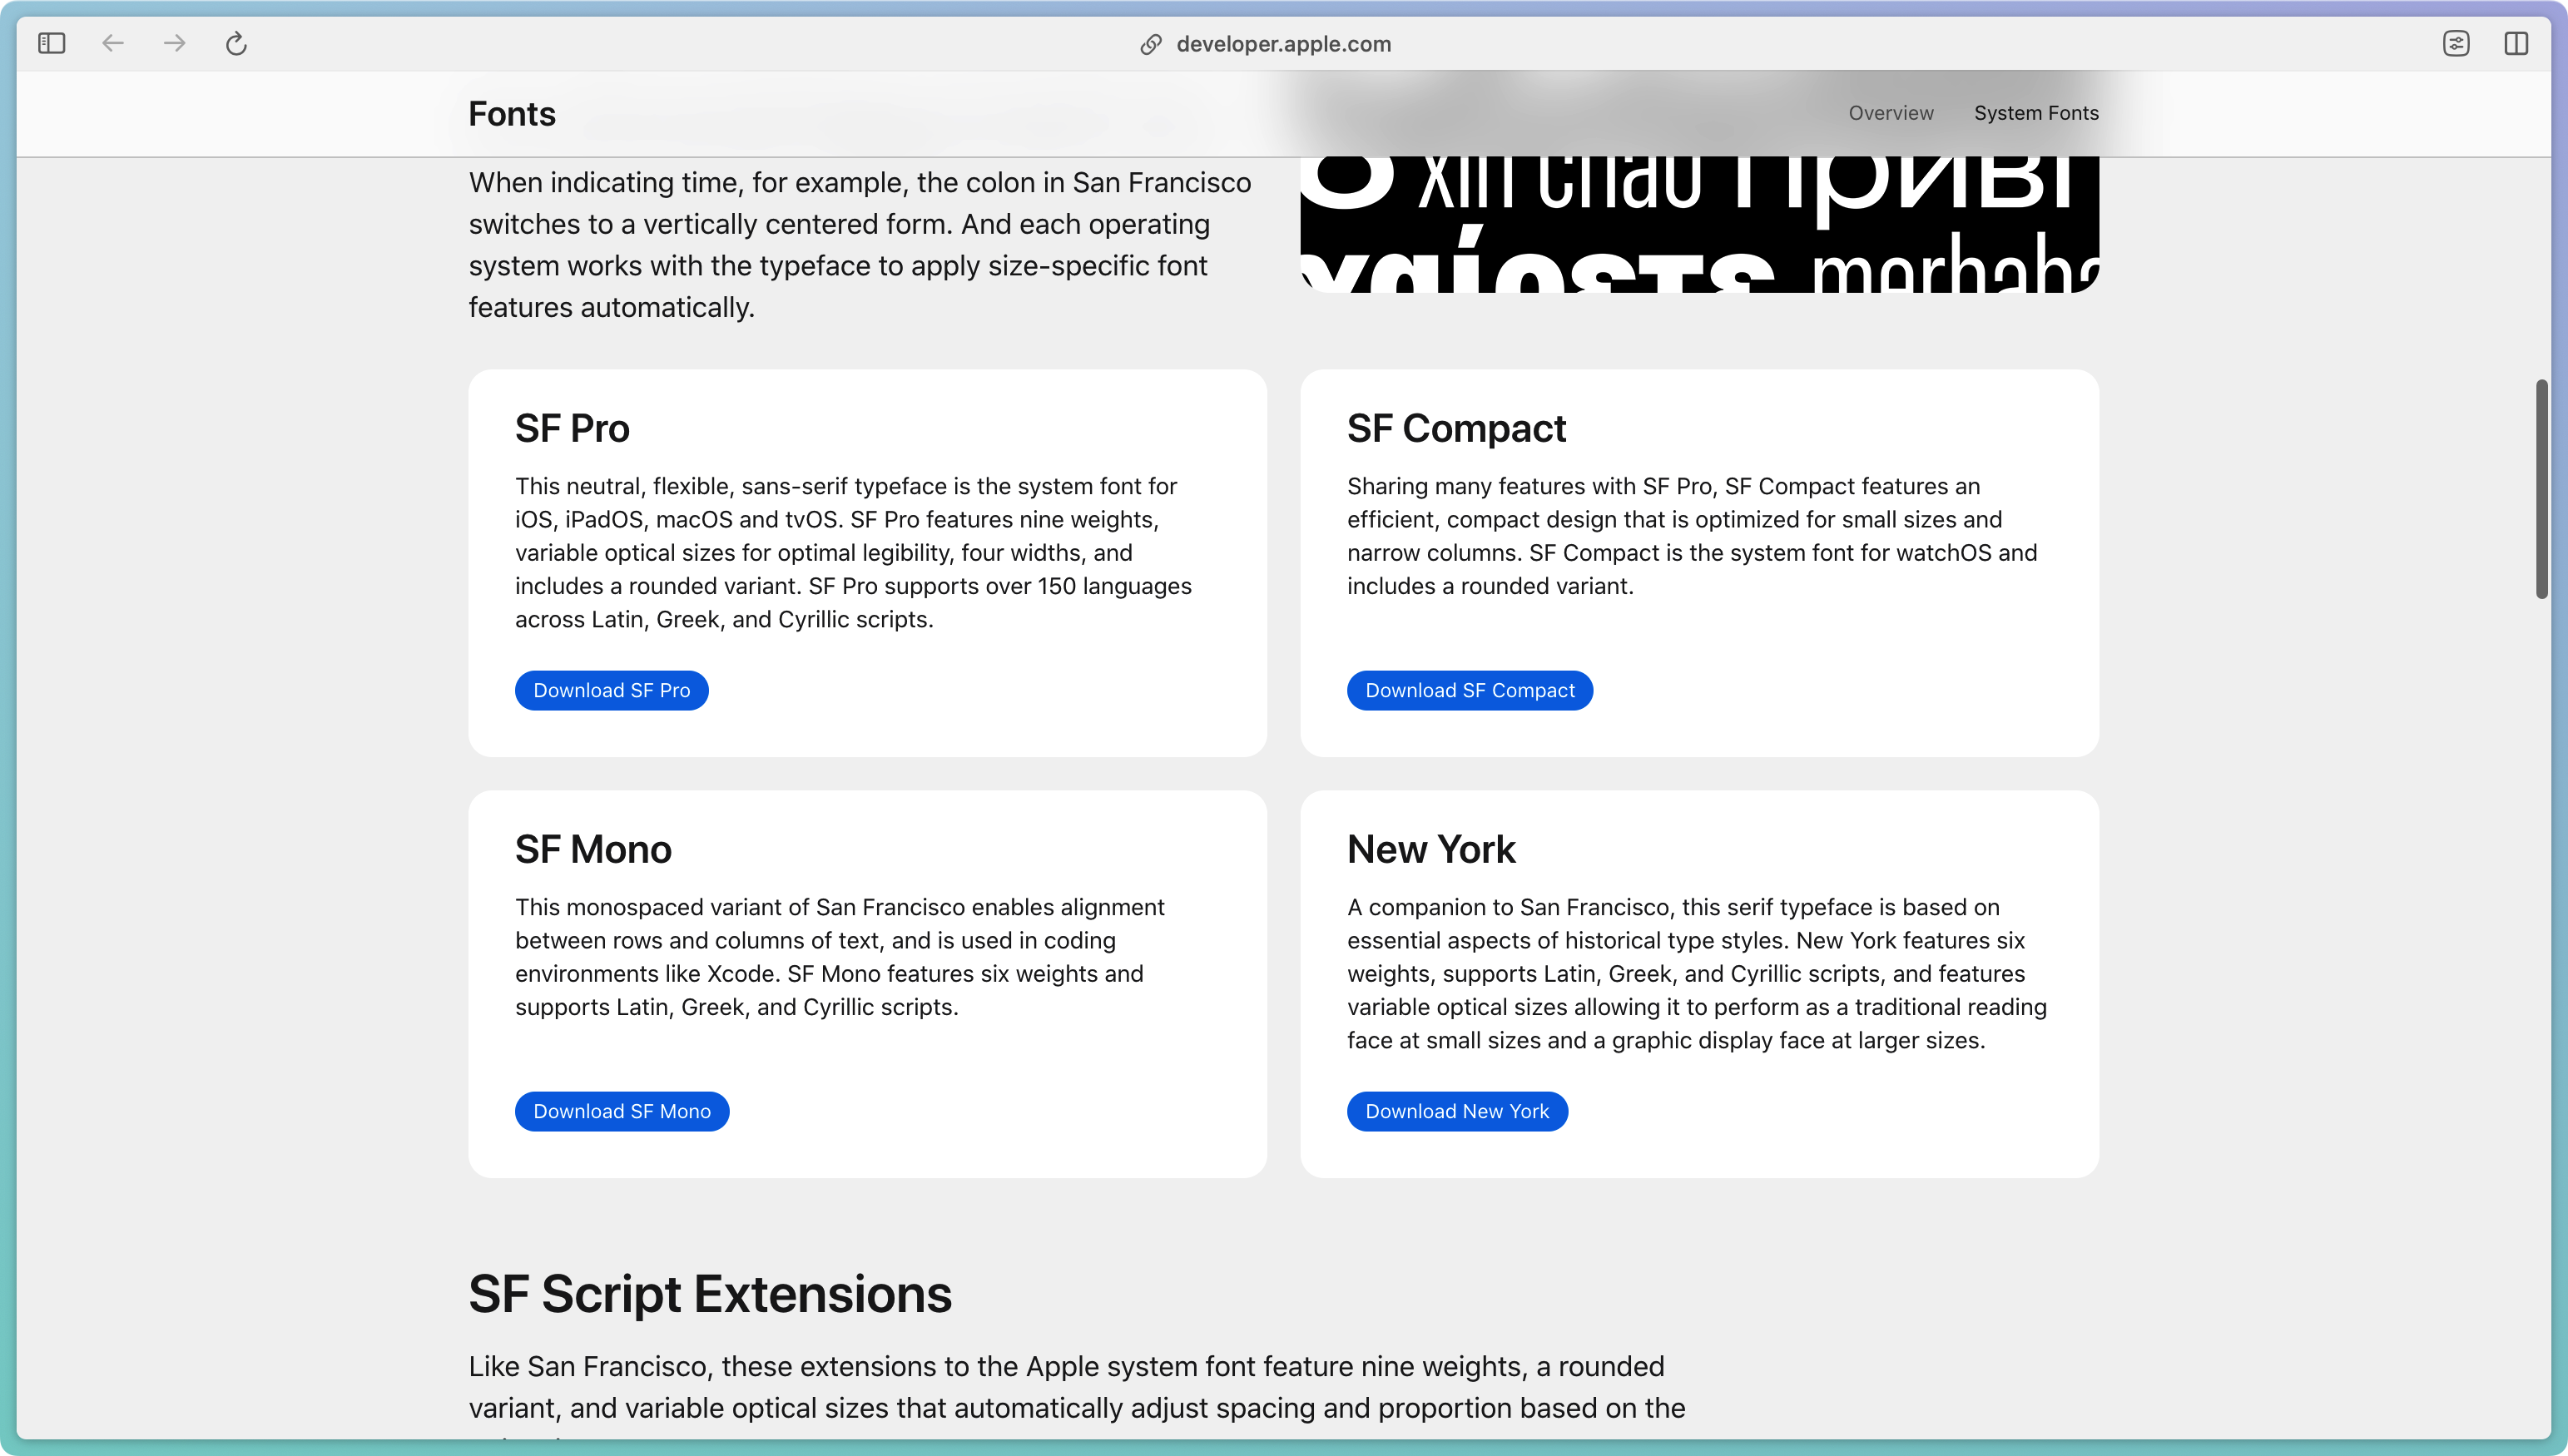 developer.apple.com
Fonts
Overview
System Fonts
When indicating time, for example, the colon in San Francisco
switches to a vertically centered form. And each operating
system works with the typeface to apply size-specific font
features automatically.
xin chào Приві
merhaba
SF Pro
This neutral, flexible, sans-serif typeface is the system font for
iOS, iPadOS, macOS and tvOS. SF Pro features nine weights,
variable optical sizes for optimal legibility, four widths, and
includes a rounded variant. SF Pro supports over 150 languages
across Latin, Greek, and Cyrillic scripts.
Download SF Pro
SF Compact
Sharing many features with SF Pro, SF Compact features an
efficient, compact design that is optimized for small sizes and
narrow columns. SF Compact is the system font for watchOS and
includes a rounded variant.
Download SF Compact
SF Mono
This monospaced variant of San Francisco enables alignment
between rows and columns of text, and is used in coding
environments like Xcode. SF Mono features six weights and
supports Latin, Greek, and Cyrillic scripts.
Download SF Mono
New York
A companion to San Francisco, this serif typeface is based on
essential aspects of historical type styles. New York features six
weights, supports Latin, Greek, and Cyrillic scripts, and features
variable optical sizes allowing it to perform as a traditional reading
face at small sizes and a graphic display face at larger sizes.
Download New York
SF Script Extensions
Like San Francisco, these extensions to the Apple system font feature nine weights, a rounded
variant, and variable optical sizes that automatically adjust spacing and proportion based on the